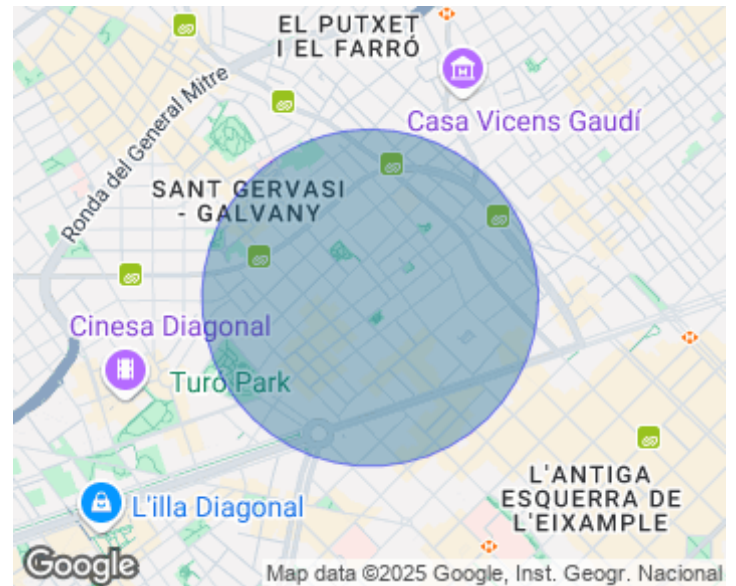 EL PUTXET
I EL FARRÓ
Casa Vicens Gaudí
Ronda del General Mitre
SANT GERVASI
- GALVANY
Cinesa Diagonal
Turó Park
L'illa Diagonal
L'ANTIGA
ESQUERRA DE
L'EIXAMPLE
Google
Map data ©2025 Google, Inst. Geogr. Nacional